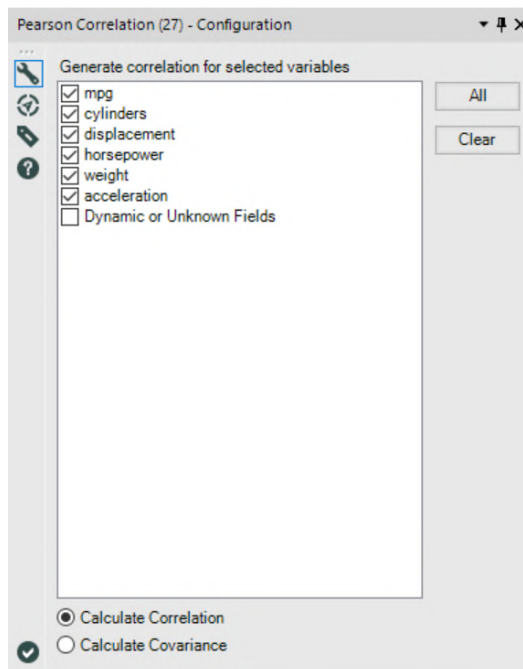 Pearson Correlation (27) - Configuration
Generate correlation for selected variables
mpg
cylinders
displacement
horsepower
weight
acceleration
Dynamic or Unknown Fields
All
Clear
Calculate Correlation
Calculate Covariance